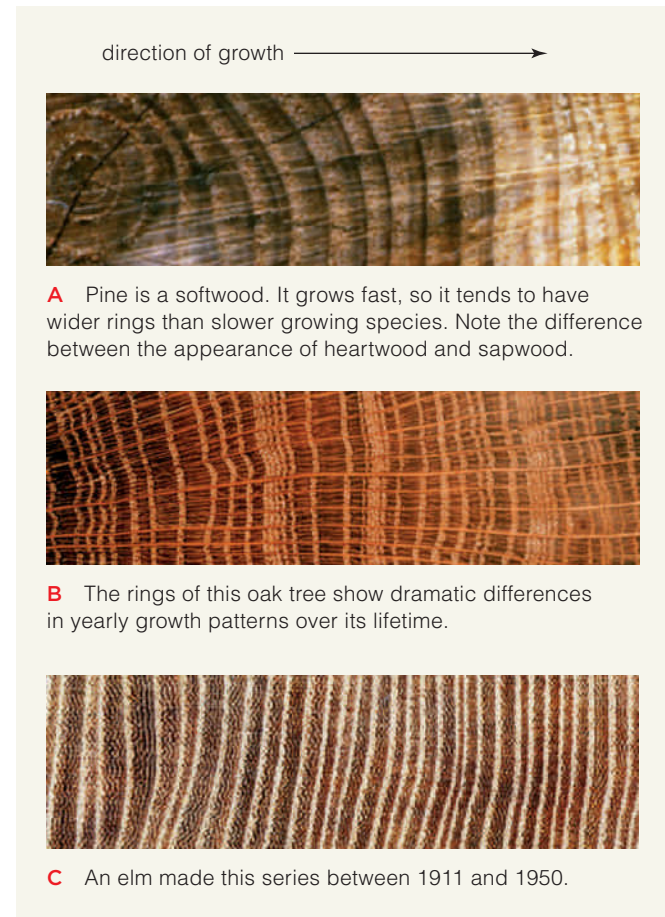 direction of growth
A Pine is a softwood. It grows fast, so it tends to have
wider rings than slower growing species. Note the difference
between the appearance of heartwood and sapwood.
B The rings of this oak tree show dramatic differences
in yearly growth patterns over its lifetime.
C An elm made this series between 1911 and 1950.